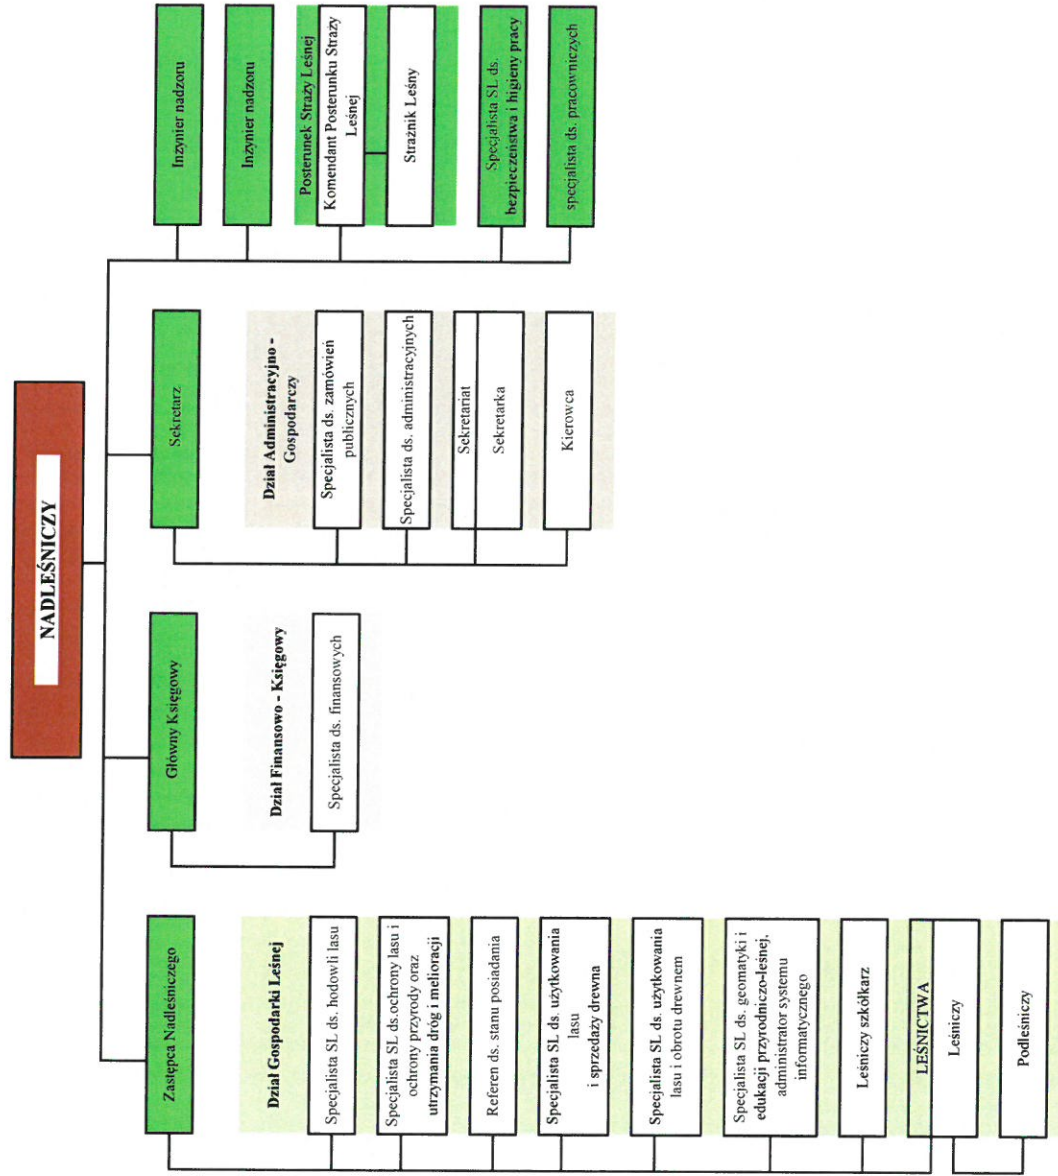 NADLEŚNICZY
Zastępca Nadleśniczego
Dział Gospodarki Leśnej
Specjalista SL ds. hodowli lasu
Specjalista SL ds.ochrony lasu i
ochrony przyrody oraz
utrzymania dróg i melioracji
Referen ds. stanu posiadania
Specjalista SL ds. użytkowania
lasu
i sprzedaży drewna
Specjalista SL ds. użytkowania
lasu i obrotu drewnem
Specjalista SL ds. geomatyki i
edukacji przyrodniczo-leśnej,
administrator systemu
informatycznego
Leśniczy szkółkarz
LEŚNICTWA
Leśniczy
Podleśniczy
Główny Księgowy
Dział Finansowo - Księgowy
Specjalista ds. finansowych
Sekretarz
Dział Administracyjno -
Gospodarczy
Specjalista ds. zamówień
publicznych
Specjalista ds. administracyjnych
Sekretariat
Sekretarka
Kierowca
Inżynier nadzoru
Inżynier nadzoru
Posterunek Straży Leśnej
Komendant Posterunku Straży
Leśnej
Strażnik Leśny
Specjalista SL ds.
bezpieczeństwa i higieny pracy
specjalista ds. pracowniczych